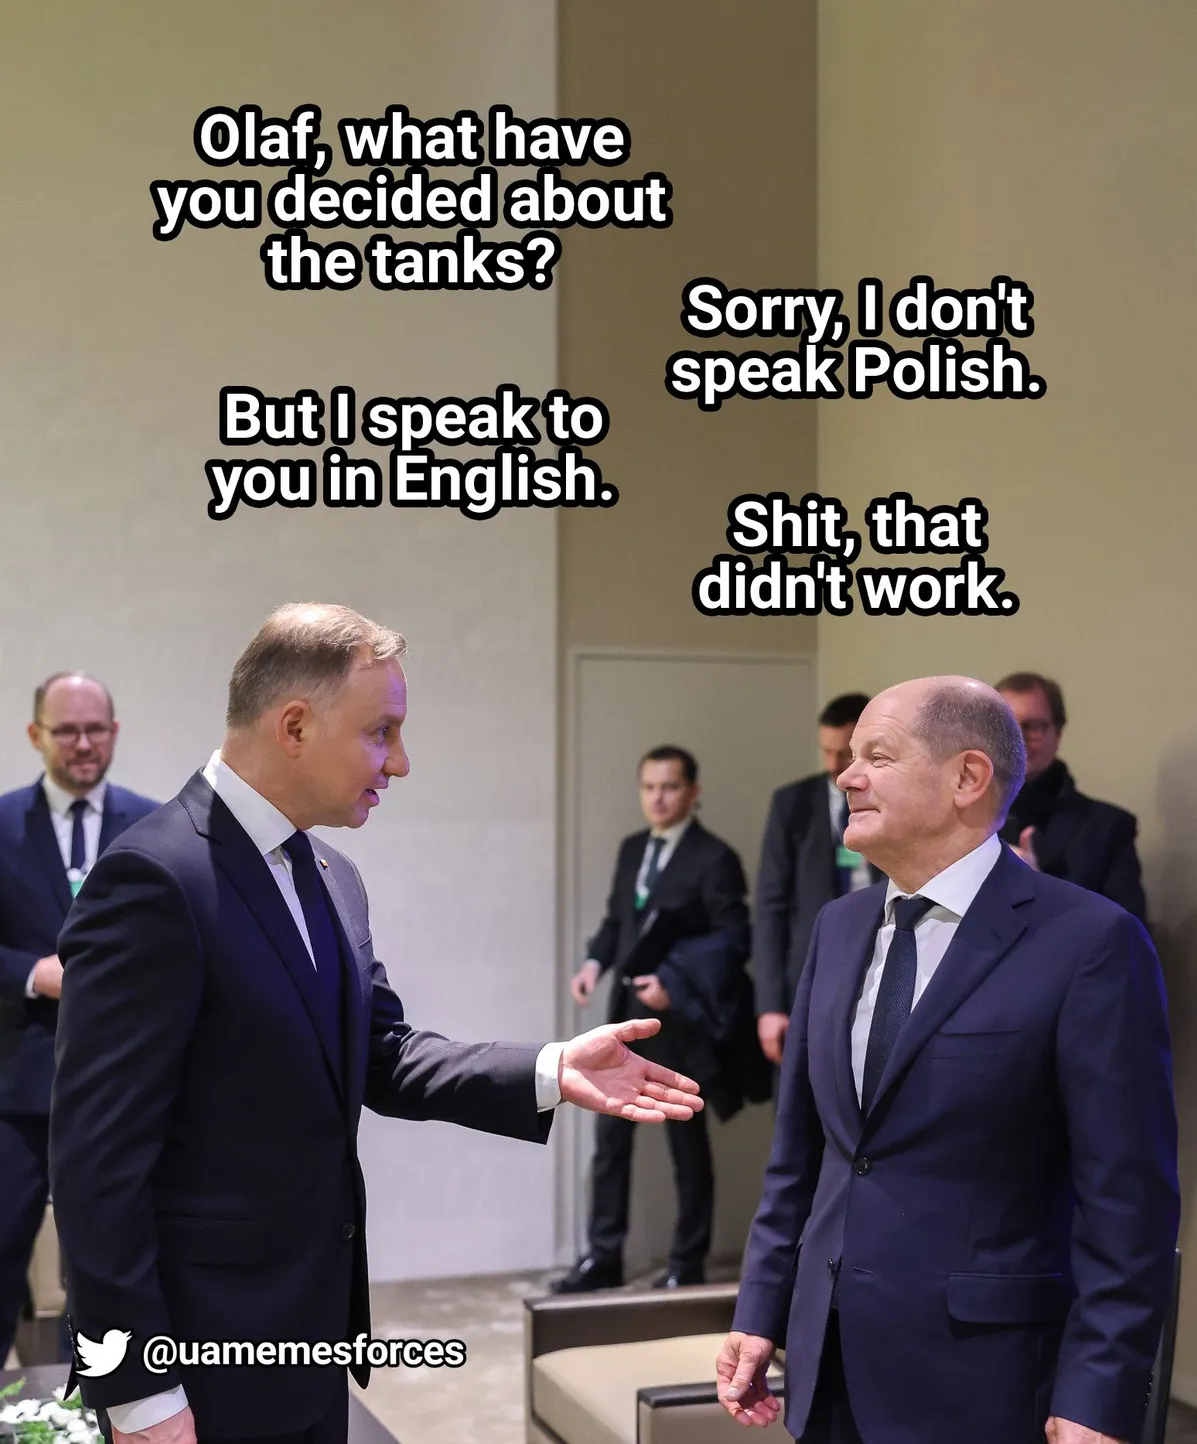 Olaf, what have
you decided about
the tanks?
Sorry, I don't
speak Polish.
But I speak to
you in English.
Shit, that
didn't work.
@uamemesforces